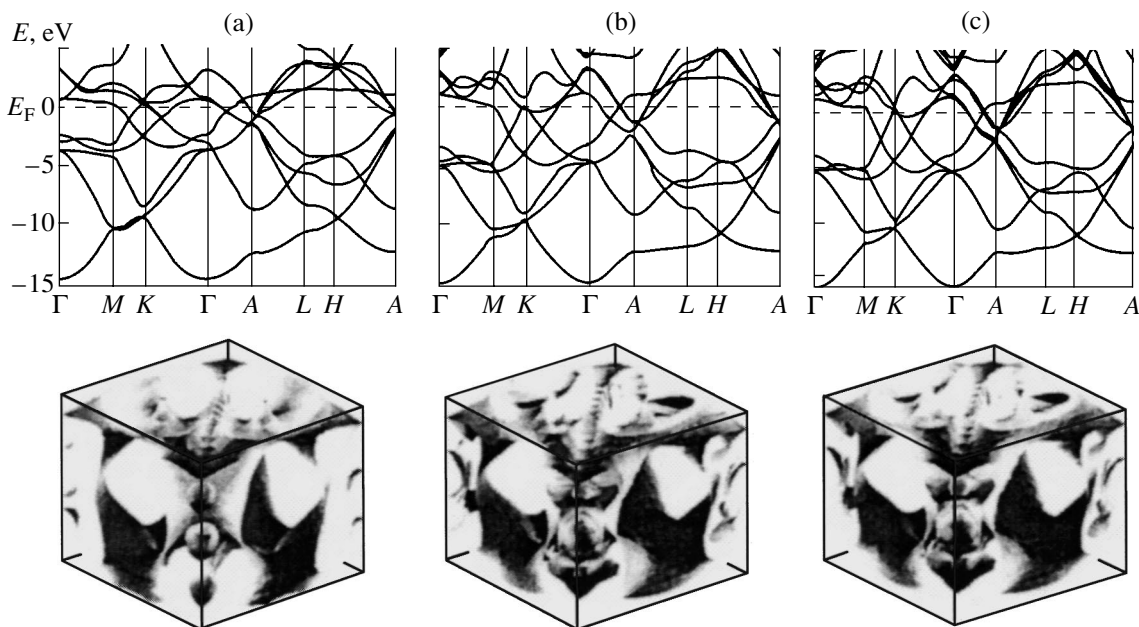 (a) (b) (c)
E, eV
E_F 0
−5
−10
−15
Γ M K Γ A L H A Γ M K Γ A L H A Γ M K Γ A L H A